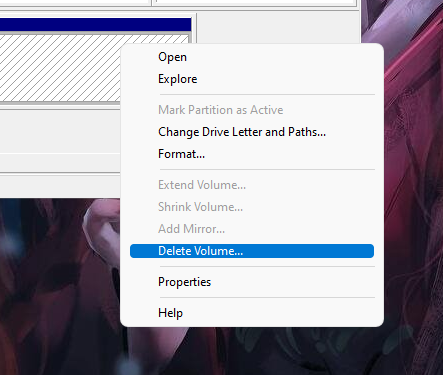 Open
Explore
Mark Partition as Active
Change Drive Letter and Paths...
Format...
Extend Volume...
Shrink Volume...
Add Mirror...
Delete Volume...
Properties
Help